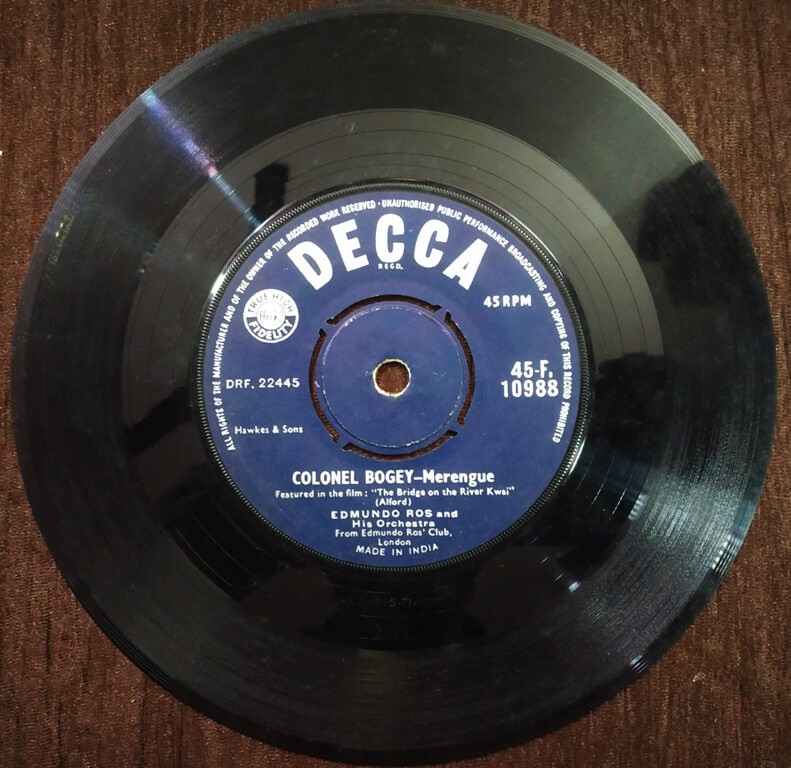 ALL RIGHTS OF THE MANUFACTURER AND OF THE OWNER OF THE RECORDED WORK RESERVED · UNAUTHORISED PUBLIC PERFORMANCE BROADCASTING AND COPYING OF THIS RECORD PROHIBITED
DECCA
REGD.
TRUE HIGH
FIDELITY
45 RPM
DRF. 22445
45-F.
10988
Hawkes & Sons
COLONEL BOGEY—Merengue
Featured in the film : "The Bridge on the River Kwai"
(Alford)
EDMUNDO ROS and
His Orchestra
From Edmundo Ros' Club,
London
MADE IN INDIA